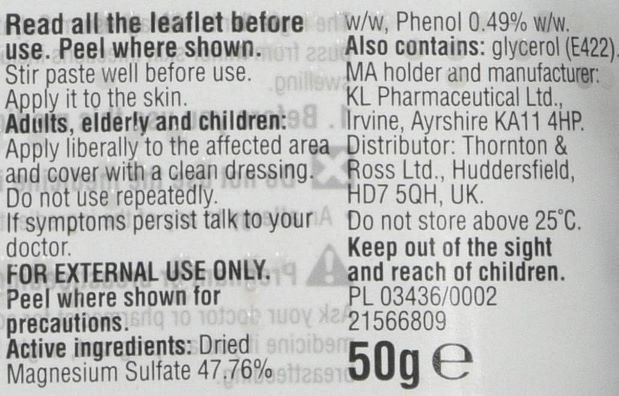 Read all the leaflet before
use. Peel where shown.
Stir paste well before use.
Apply it to the skin.
Adults, elderly and children:
Apply liberally to the affected area
and cover with a clean dressing.
Do not use repeatedly.
If symptoms persist talk to your
doctor.
FOR EXTERNAL USE ONLY.
Peel where shown for
precautions.
Active ingredients: Dried
Magnesium Sulfate 47.76%
w/w, Phenol 0.49% w/w.
Also contains: glycerol (E422).
MA holder and manufacturer:
KL Pharmaceutical Ltd.,
Irvine, Ayrshire KA11 4HP.
Distributor: Thornton &
Ross Ltd., Huddersfield,
HD7 5QH, UK.
Do not store above 25°C.
Keep out of the sight
and reach of children.
PL 03436/0002
21566809
50g e